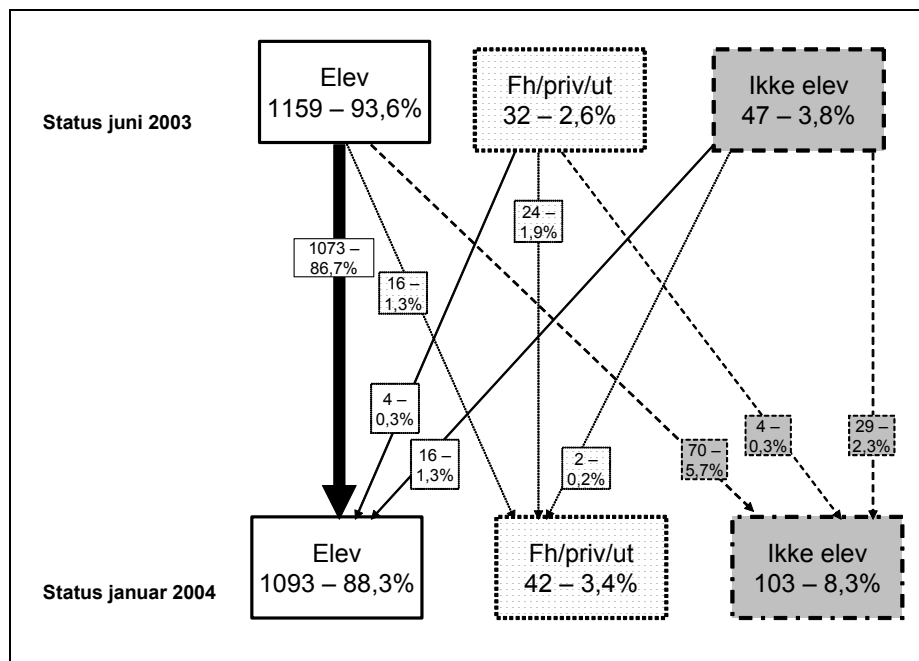 Elev
1159 – 93,6%
Fh/priv/ut
32 – 2,6%
Ikke elev
47 – 3,8%
Status juni 2003
24 –
1,9%
1073 –
86,7%
16 –
1,3%
4 –
0,3%
16 –
1,3%
2 –
0,2%
70 –
5,7%
4 –
0,3%
29 –
2,3%
Elev
1093 – 88,3%
Fh/priv/ut
42 – 3,4%
Ikke elev
103 – 8,3%
Status januar 2004